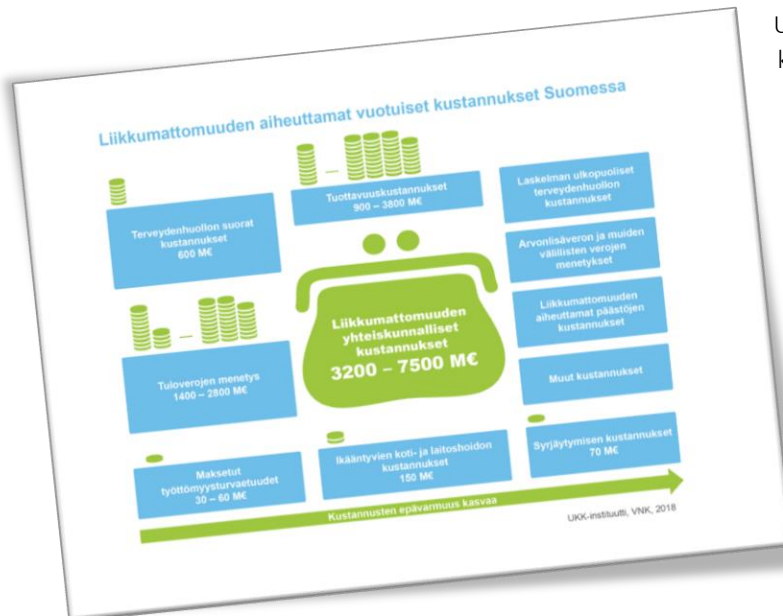 Liikkumattomuuden aiheuttamat vuotuiset kustannukset Suomessa
Terveydenhuollon suorat
kustannukset
600 M€
Tuottavuuskustannukset
900 – 3800 M€
Laskelman ulkopuoliset
terveydenhuollon
kustannukset
Arvonlisäveron ja muiden
välillisten verojen
menetykset
Liikkumattomuuden
yhteiskunnalliset
kustannukset
3200 – 7500 M€
Liikkumattomuuden
aiheuttamat päästöjen
kustannukset
Tuloverojen menetys
1400 – 2800 M€
Muut kustannukset
Maksetut
työttömyysturvaetuudet
30 – 60 M€
Ikääntyvien koti- ja laitoshoidon
kustannukset
150 M€
Syrjäytymisen kustannukset
70 M€
Kustannusten epävarmuus kasvaa
UKK-instituutti, VNK, 2018